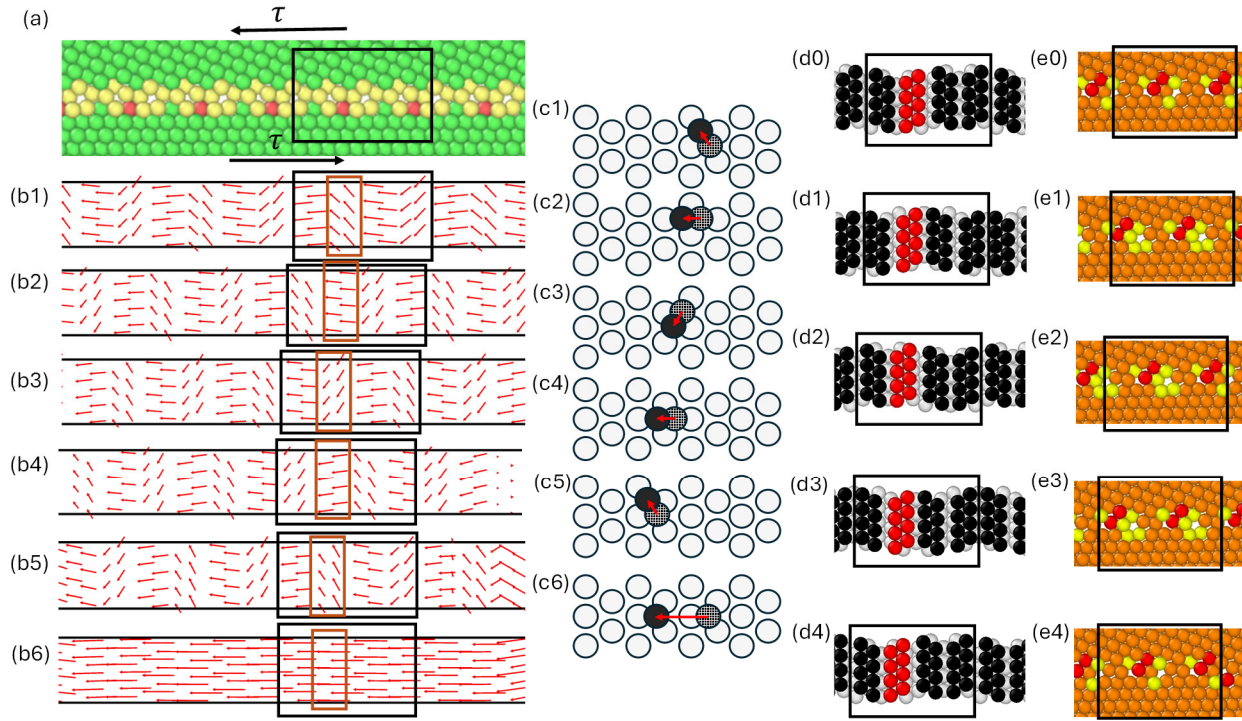 (a)
τ
τ
(b1)
(b2)
(b3)
(b4)
(b5)
(b6)
(c1)
(c2)
(c3)
(c4)
(c5)
(c6)
(d0)
(d1)
(d2)
(d3)
(d4)
(e0)
(e1)
(e2)
(e3)
(e4)